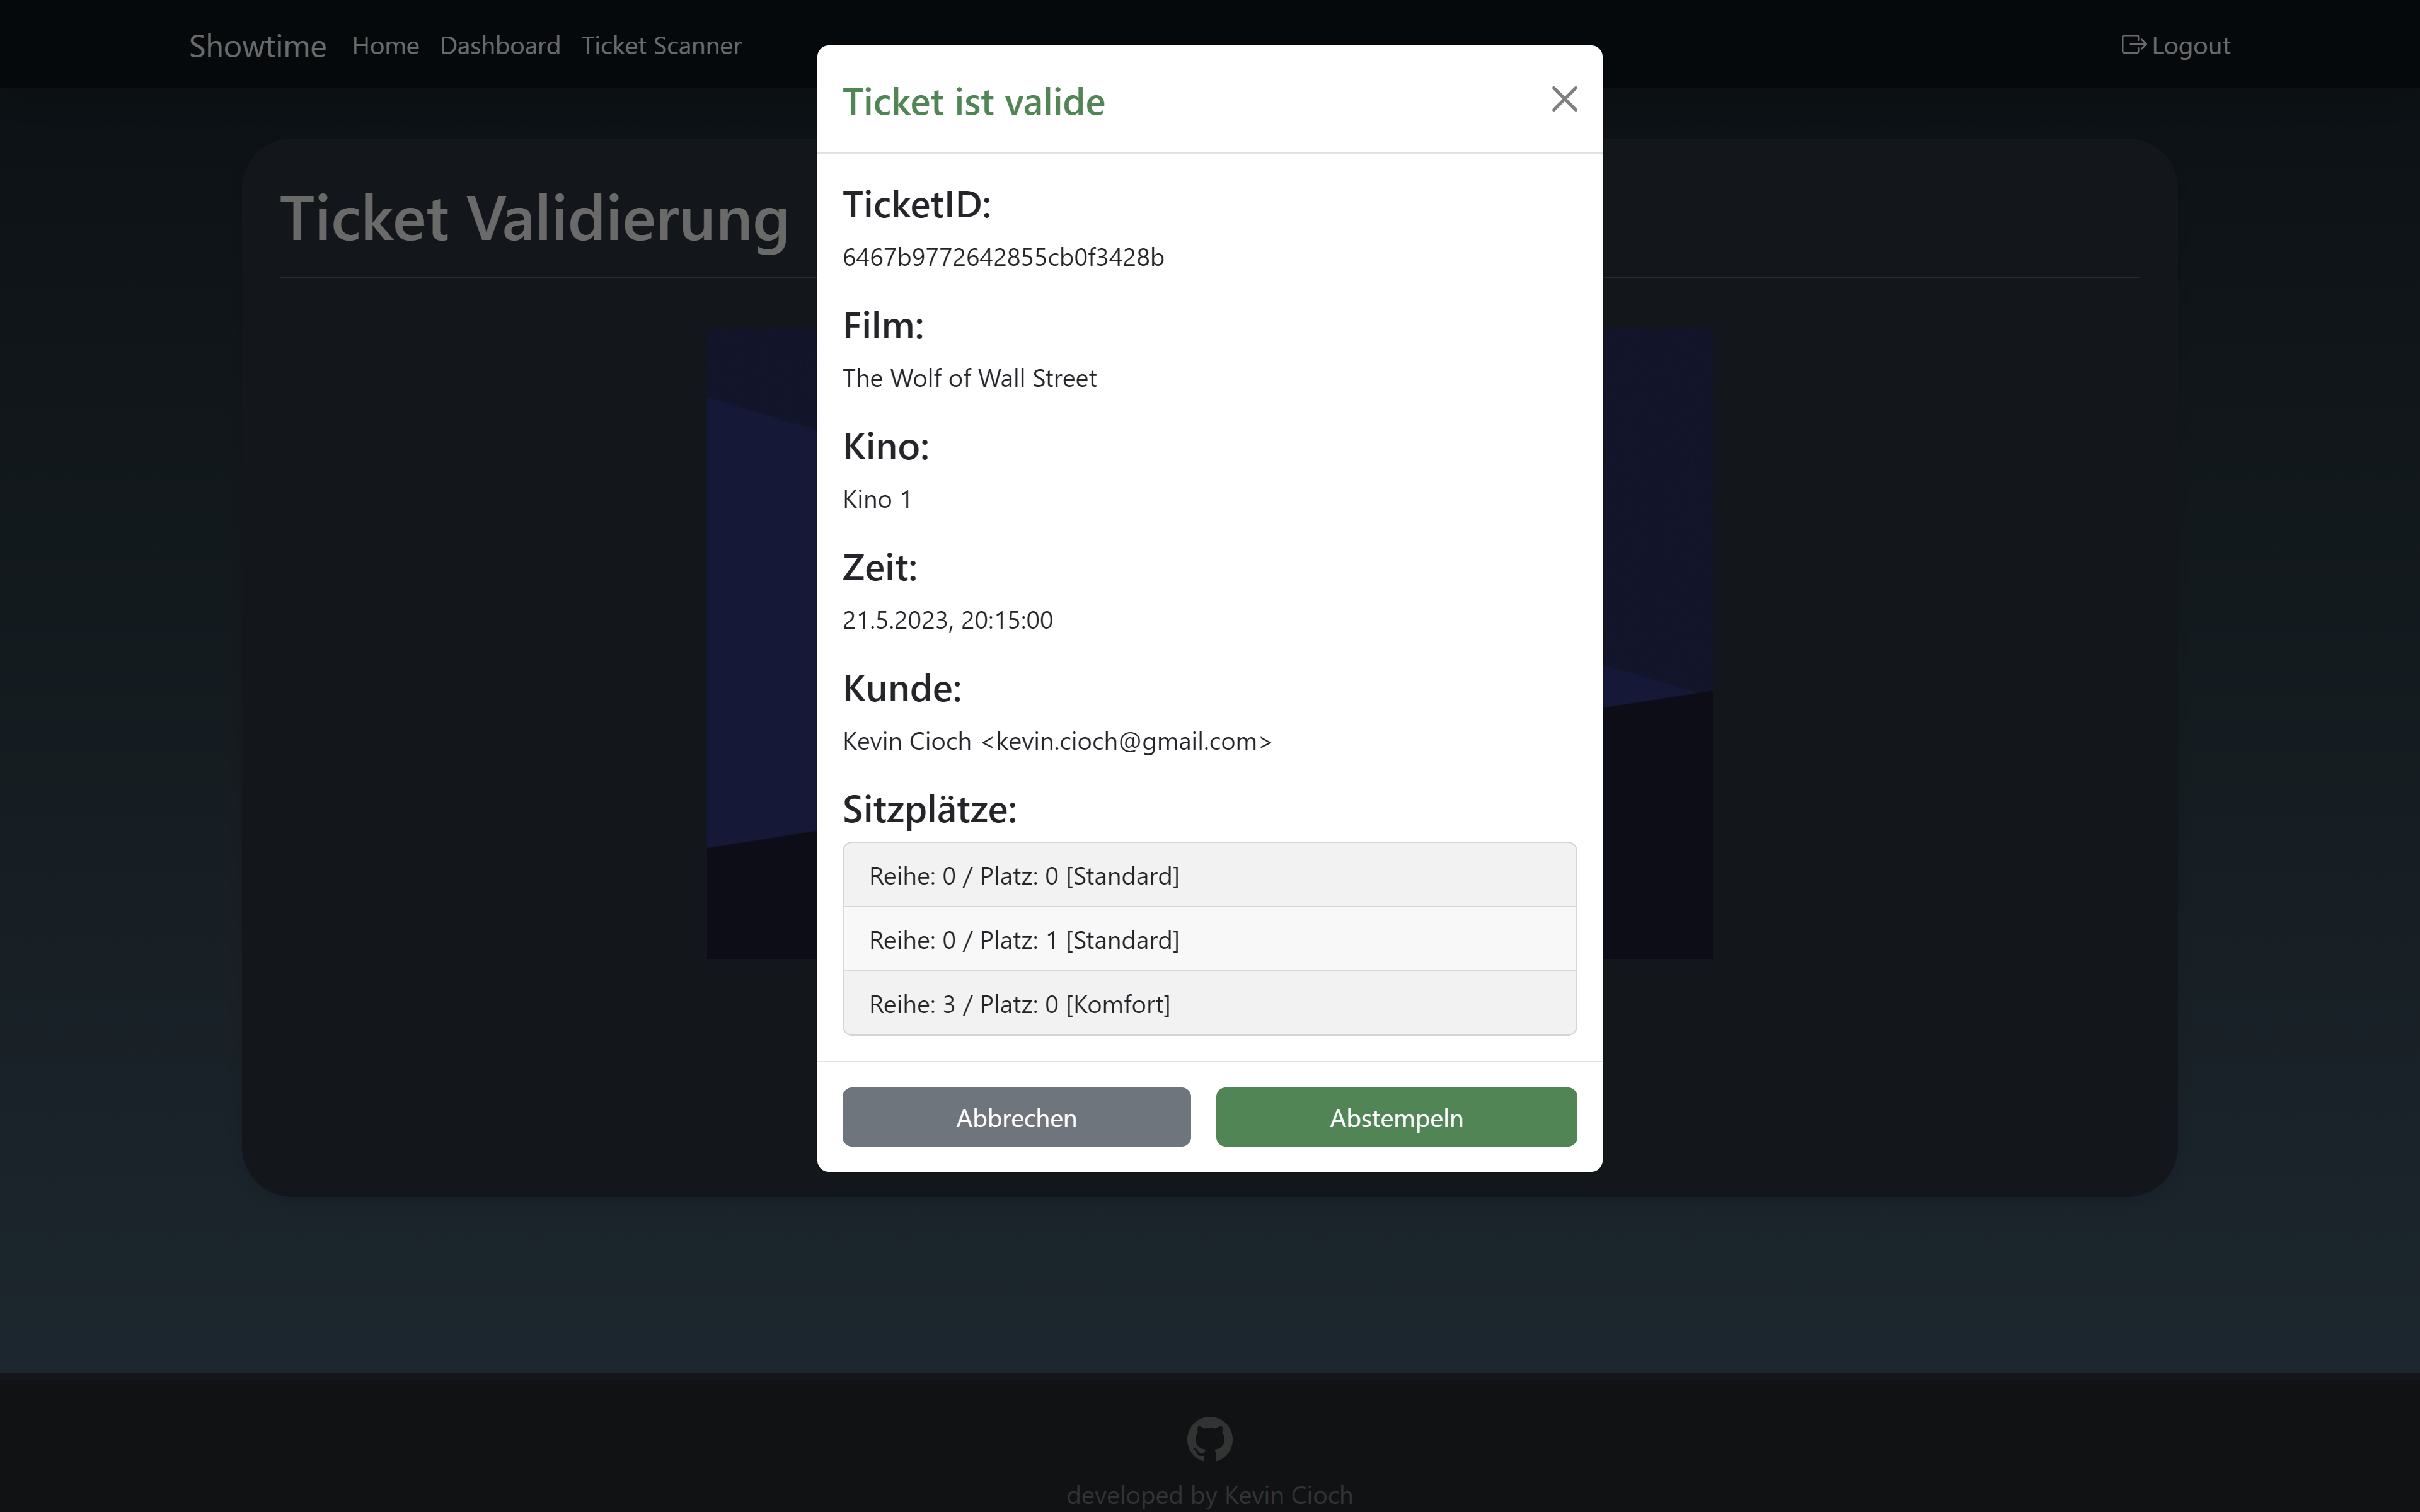 Showtime Home Dashboard Ticket Scanner Logout
Ticket Validierung
Ticket ist valide
TicketID:
6467b9772642855cb0f3428b
Film:
The Wolf of Wall Street
Kino:
Kino 1
Zeit:
21.5.2023, 20:15:00
Kunde:
Kevin Cioch <kevin.cioch@gmail.com>
Sitzplätze:
Reihe: 0 / Platz: 0 [Standard]
Reihe: 0 / Platz: 1 [Standard]
Reihe: 3 / Platz: 0 [Komfort]
Abbrechen Abstempeln
developed by Kevin Cioch